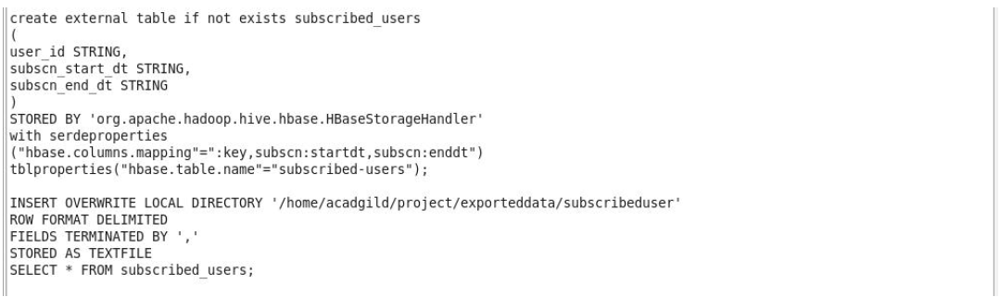 create external table if not exists subscribed_users
(
user_id STRING,
subscn_start_dt STRING,
subscn_end_dt STRING
)
STORED BY 'org.apache.hadoop.hive.hbase.HBaseStorageHandler'
with serdeproperties
("hbase.columns.mapping"=":key,subscn:startdt,subscn:enddt")
tblproperties("hbase.table.name"="subscribed-users");
INSERT OVERWRITE LOCAL DIRECTORY '/home/acadgild/project/exporteddata/subscribeduser'
ROW FORMAT DELIMITED
FIELDS TERMINATED BY ','
STORED AS TEXTFILE
SELECT * FROM subscribed_users;